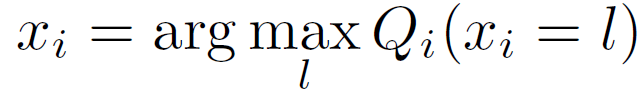 x_i = \arg\max_l Q_i(x_i = l)